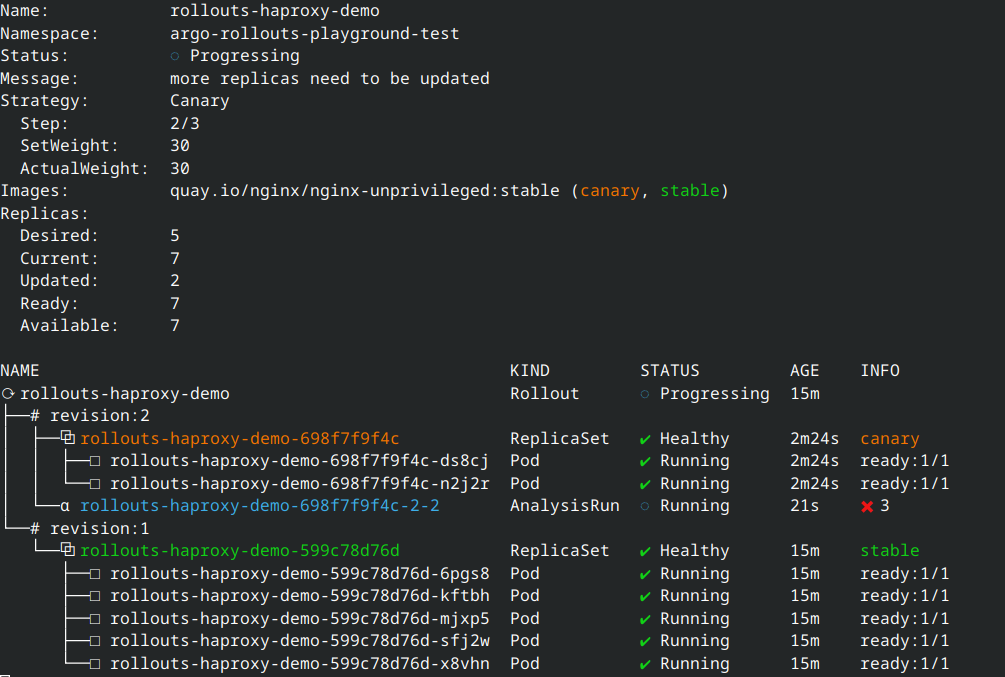 Name:            rollouts-haproxy-demo
Namespace:       argo-rollouts-playground-test
Status:          ◌ Progressing
Message:         more replicas need to be updated
Strategy:        Canary
  Step:          2/3
  SetWeight:     30
  ActualWeight:  30
Images:          quay.io/nginx/nginx-unprivileged:stable (canary, stable)
Replicas:
  Desired:       5
  Current:       7
  Updated:       2
  Ready:         7
  Available:     7

NAME                                               KIND         STATUS         AGE    INFO
⟳ rollouts-haproxy-demo                            Rollout      ◌ Progressing  15m
├──# revision:2
│  ├──⧉ rollouts-haproxy-demo-698f7f9f4c           ReplicaSet   ✔ Healthy      2m24s  canary
│  │  ├──□ rollouts-haproxy-demo-698f7f9f4c-ds8cj  Pod          ✔ Running      2m24s  ready:1/1
│  │  └──□ rollouts-haproxy-demo-698f7f9f4c-n2j2r  Pod          ✔ Running      2m24s  ready:1/1
│  └──α rollouts-haproxy-demo-698f7f9f4c-2-2       AnalysisRun  ◌ Running      21s    ✖ 3
└──# revision:1
   └──⧉ rollouts-haproxy-demo-599c78d76d           ReplicaSet   ✔ Healthy      15m    stable
      ├──□ rollouts-haproxy-demo-599c78d76d-6pgs8  Pod          ✔ Running      15m    ready:1/1
      ├──□ rollouts-haproxy-demo-599c78d76d-kftbh  Pod          ✔ Running      15m    ready:1/1
      ├──□ rollouts-haproxy-demo-599c78d76d-mjxp5  Pod          ✔ Running      15m    ready:1/1
      ├──□ rollouts-haproxy-demo-599c78d76d-sfj2w  Pod          ✔ Running      15m    ready:1/1
      └──□ rollouts-haproxy-demo-599c78d76d-x8vhn  Pod          ✔ Running      15m    ready:1/1